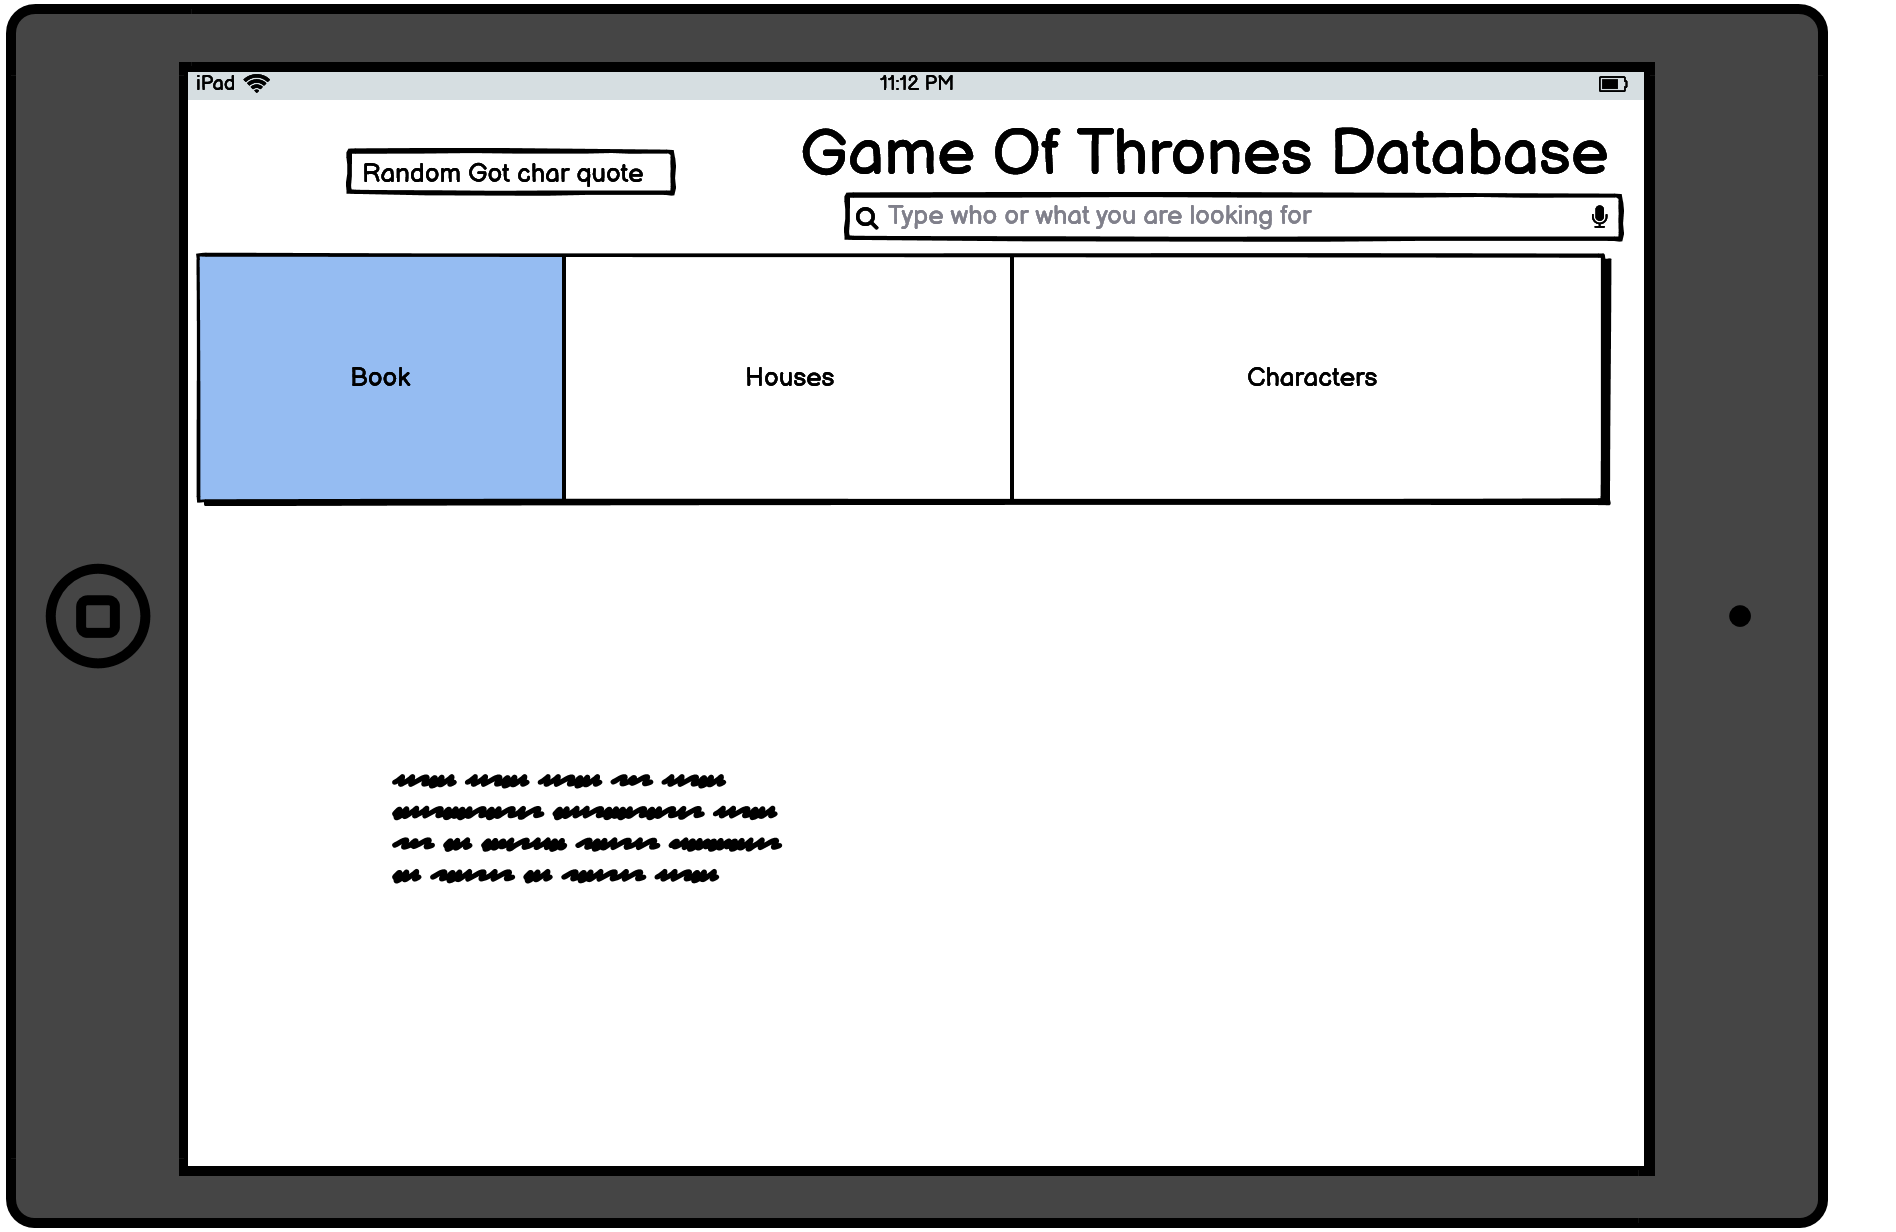 iPad
11:12 PM
Game Of Thrones Database
Random Got char quote
Type who or what you are looking for
Book
Houses
Characters